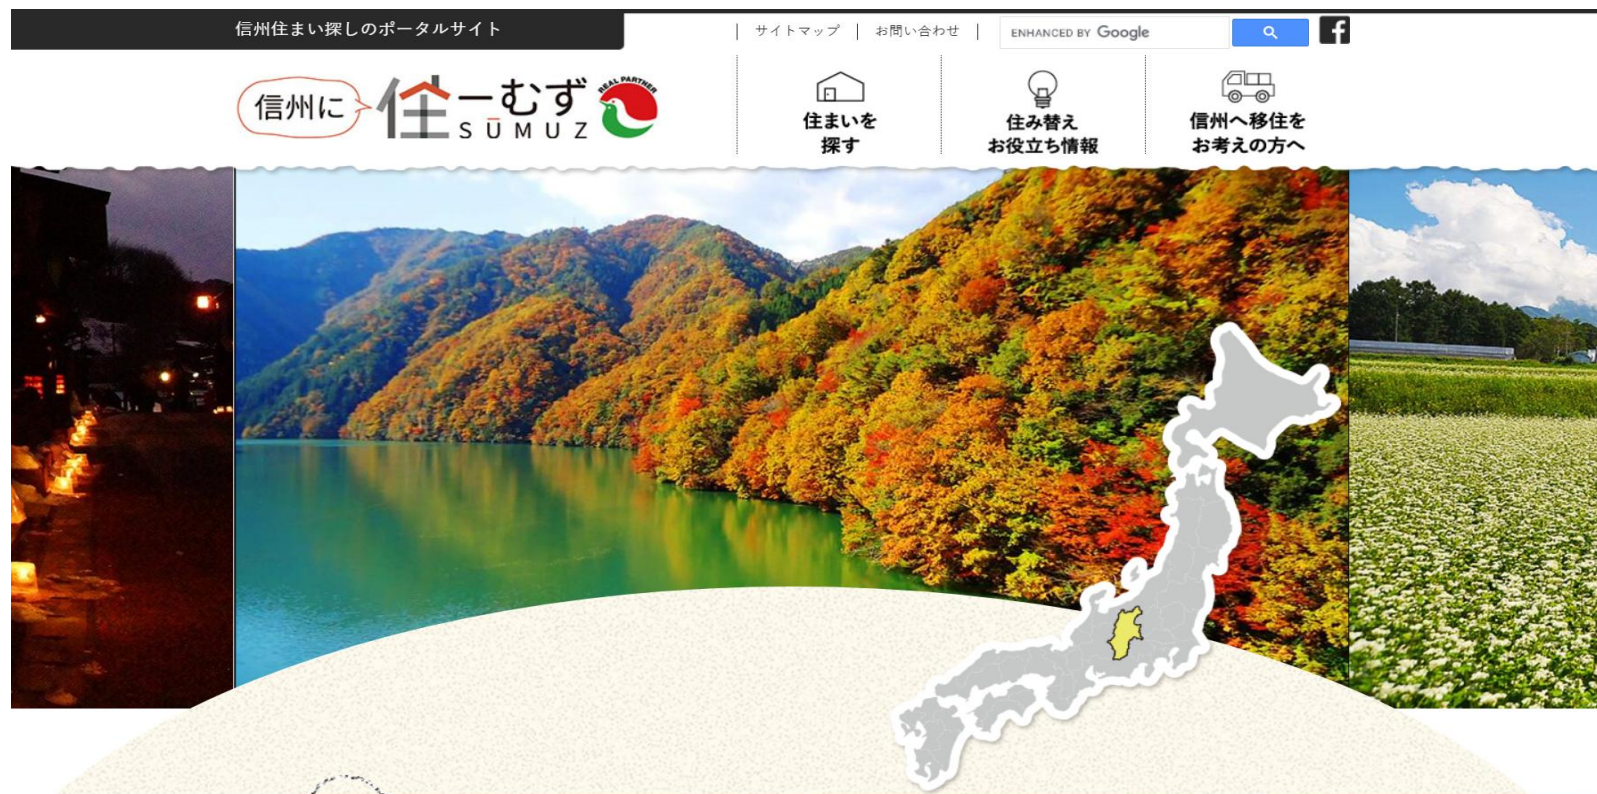 信州住まい探しのポータルサイト
サイトマップ
お問い合わせ
ENHANCED BY Google
信州に
住ーむず
SŪMUZ
REAL PARTNER
住まいを
探す
住み替え
お役立ち情報
信州へ移住を
お考えの方へ